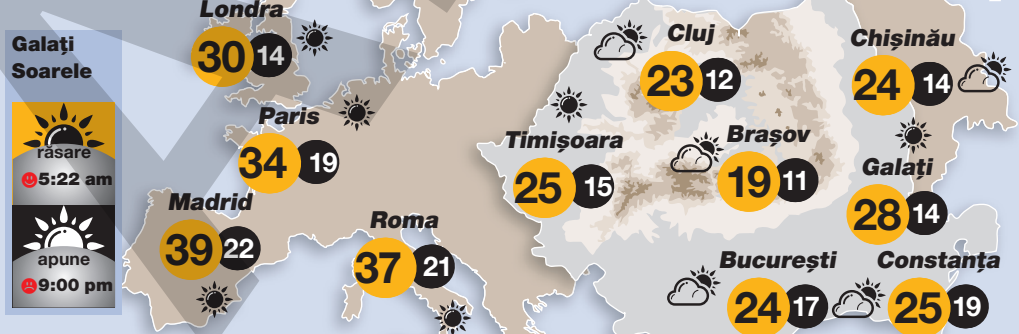 Galați
Soarele
răsare
5:22 am
apune
9:00 pm
Londra
30 14
Paris
34 19
Madrid
39 22
Roma
37 21
Timișoara
25 15
Cluj
23 12
Brașov
19 11
Chișinău
24 14
Galați
28 14
București
24 17
Constanța
25 19